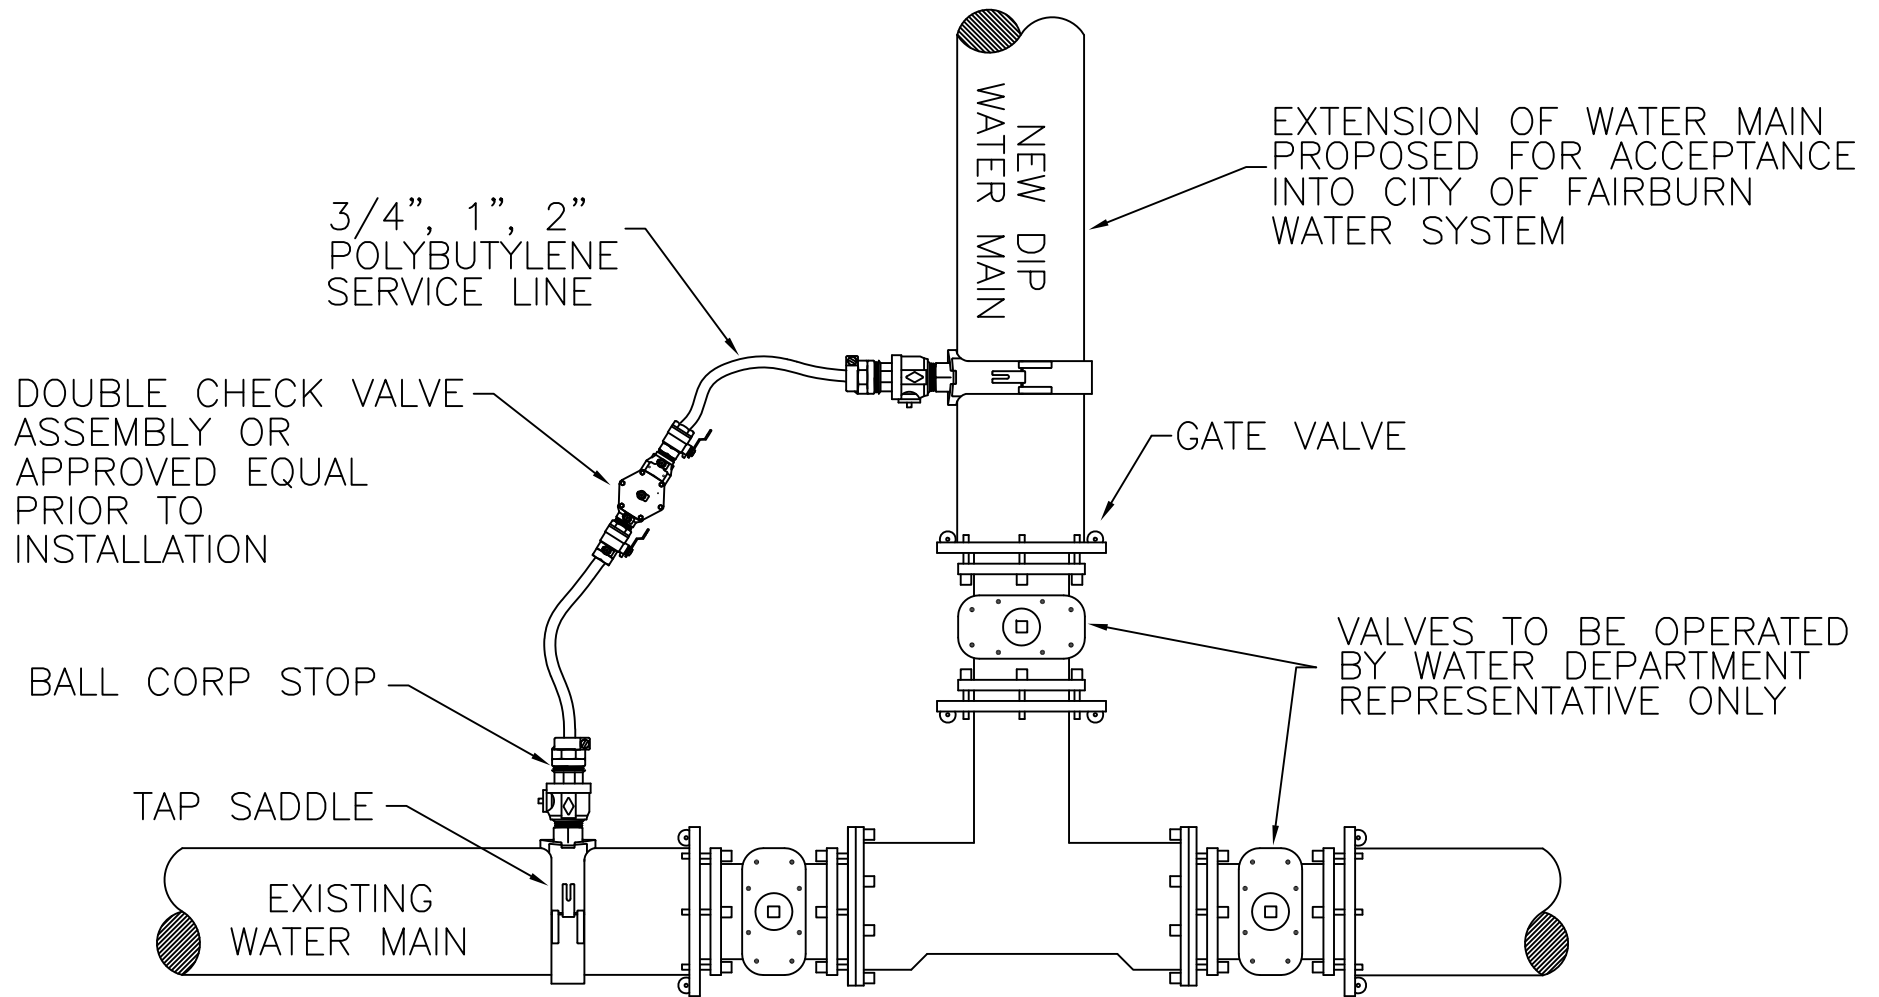 NEW DIP
WATER MAIN
EXTENSION OF WATER MAIN
PROPOSED FOR ACCEPTANCE
INTO CITY OF FAIRBURN
WATER SYSTEM
3/4”, 1”, 2”
POLYBUTYLENE
SERVICE LINE
DOUBLE CHECK VALVE
ASSEMBLY OR
APPROVED EQUAL
PRIOR TO
INSTALLATION
GATE VALVE
VALVES TO BE OPERATED
BY WATER DEPARTMENT
REPRESENTATIVE ONLY
BALL CORP STOP
TAP SADDLE
EXISTING
WATER MAIN